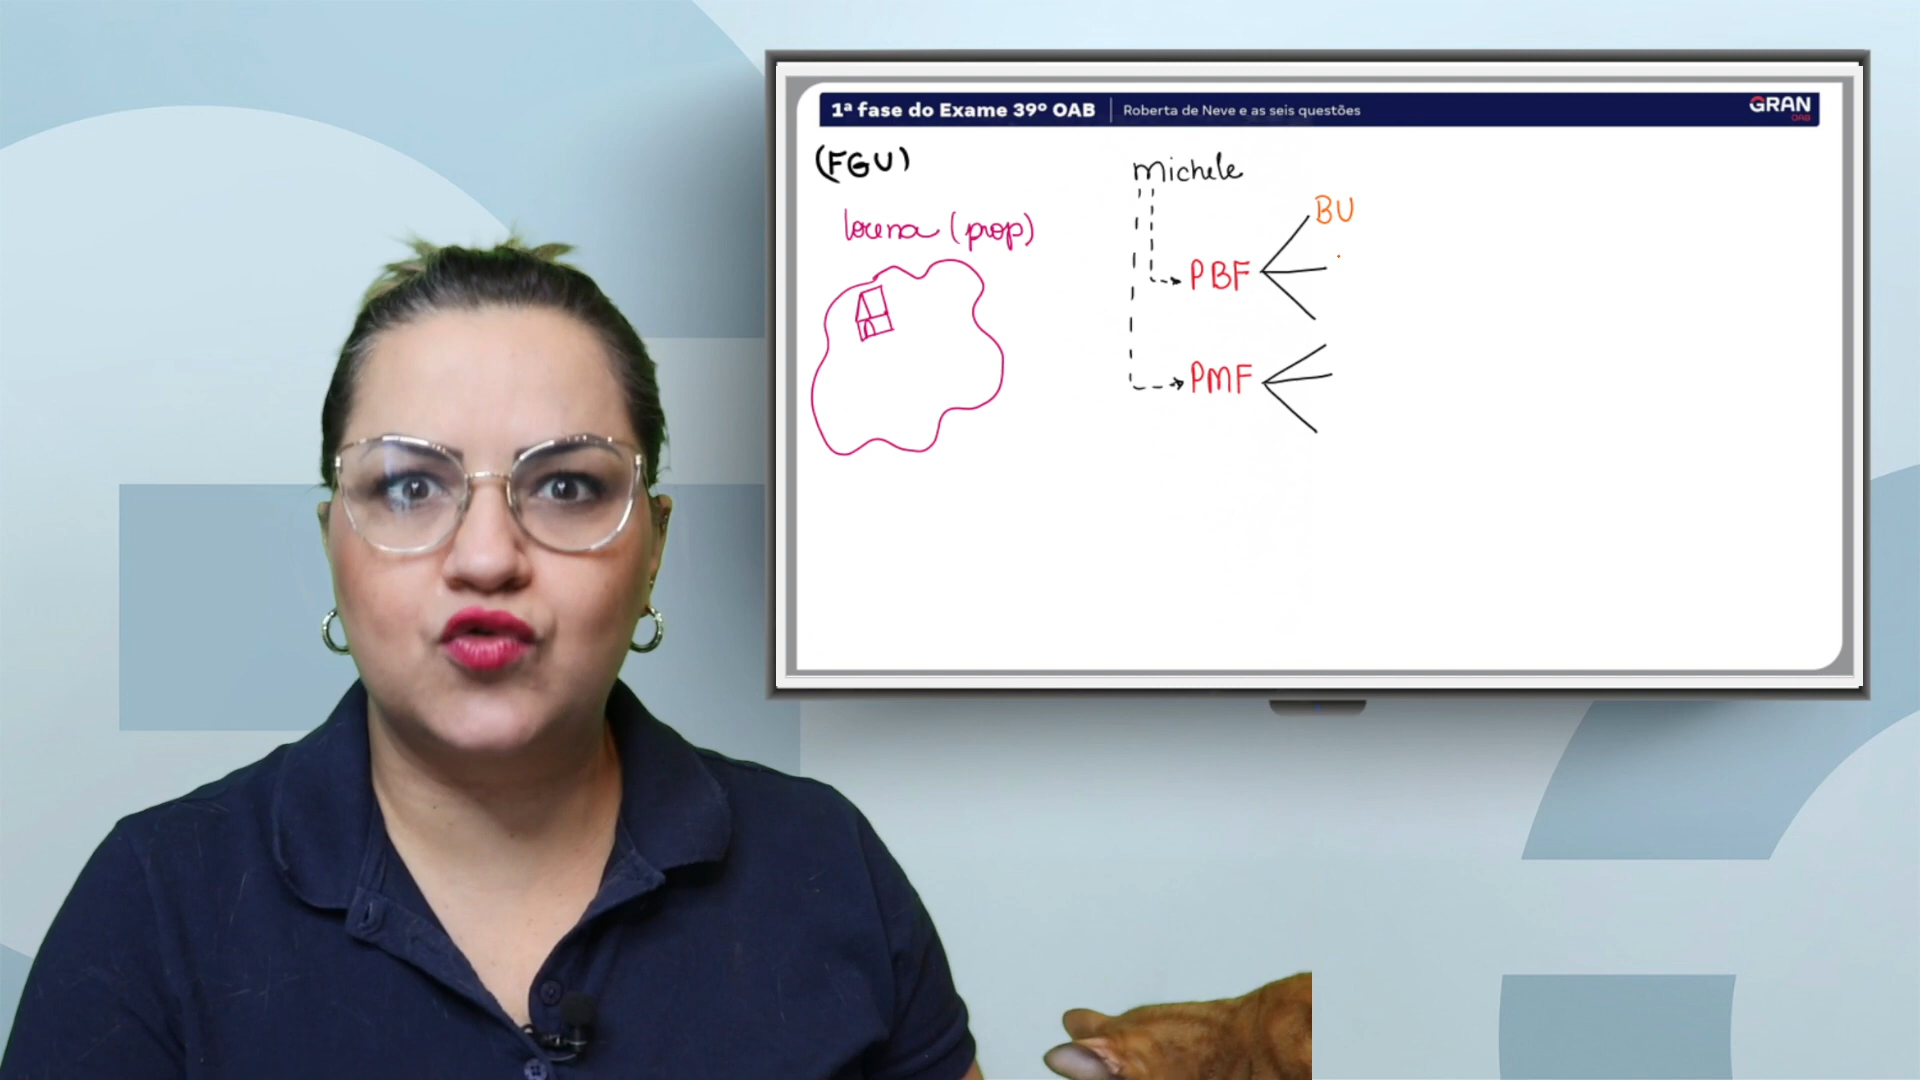 1ª fase do Exame 39º OAB
Roberta de Neve e as seis questões
GRAN
OAB
(FGU)
Michele
(prop)
BU
PBF
PMF